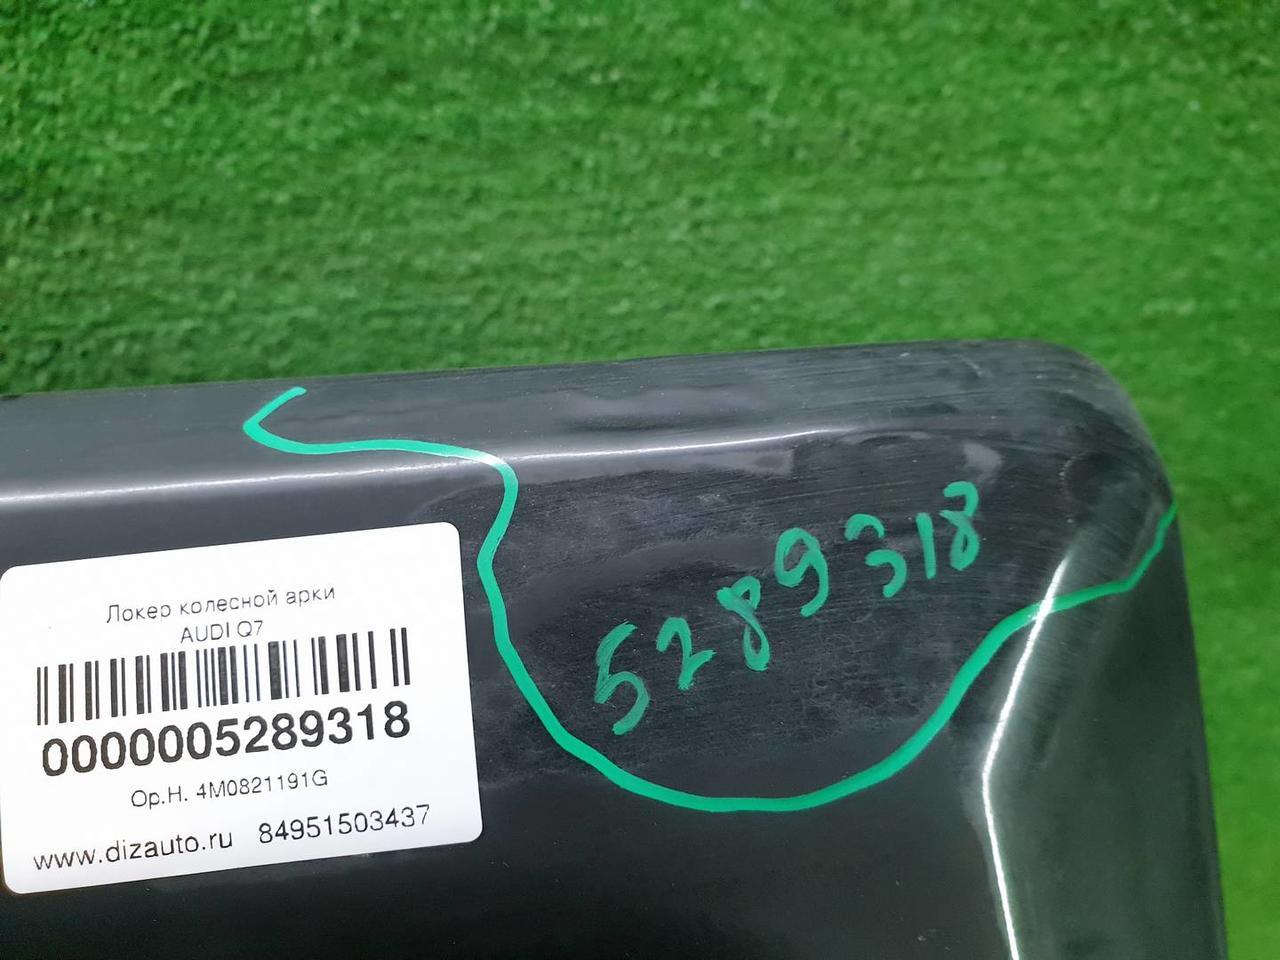 Локер колесной арки
AUDI Q7
0000005289318
Ор.Н. 4M0821191G
www.dizauto.ru 84951503437
5289318